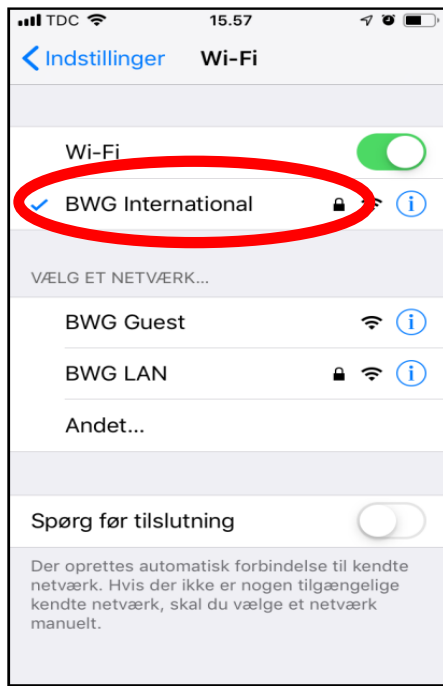 TDC 15.57
Indstillinger Wi-Fi
Wi-Fi
BWG International
VÆLG ET NETVÆRK...
BWG Guest
BWG LAN
Andet...
Spørg før tilslutning
Der oprettes automatisk forbindelse til kendte
netværk. Hvis der ikke er nogen tilgængelige
kendte netværk, skal du vælge et netværk
manuelt.